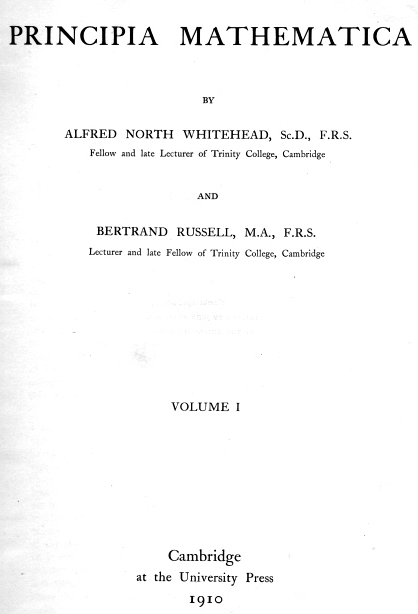 PRINCIPIA MATHEMATICA
BY
ALFRED NORTH WHITEHEAD, Sc.D., F.R.S.
Fellow and late Lecturer of Trinity College, Cambridge
AND
BERTRAND RUSSELL, M.A., F.R.S.
Lecturer and late Fellow of Trinity College, Cambridge
VOLUME I
Cambridge
at the University Press
1910